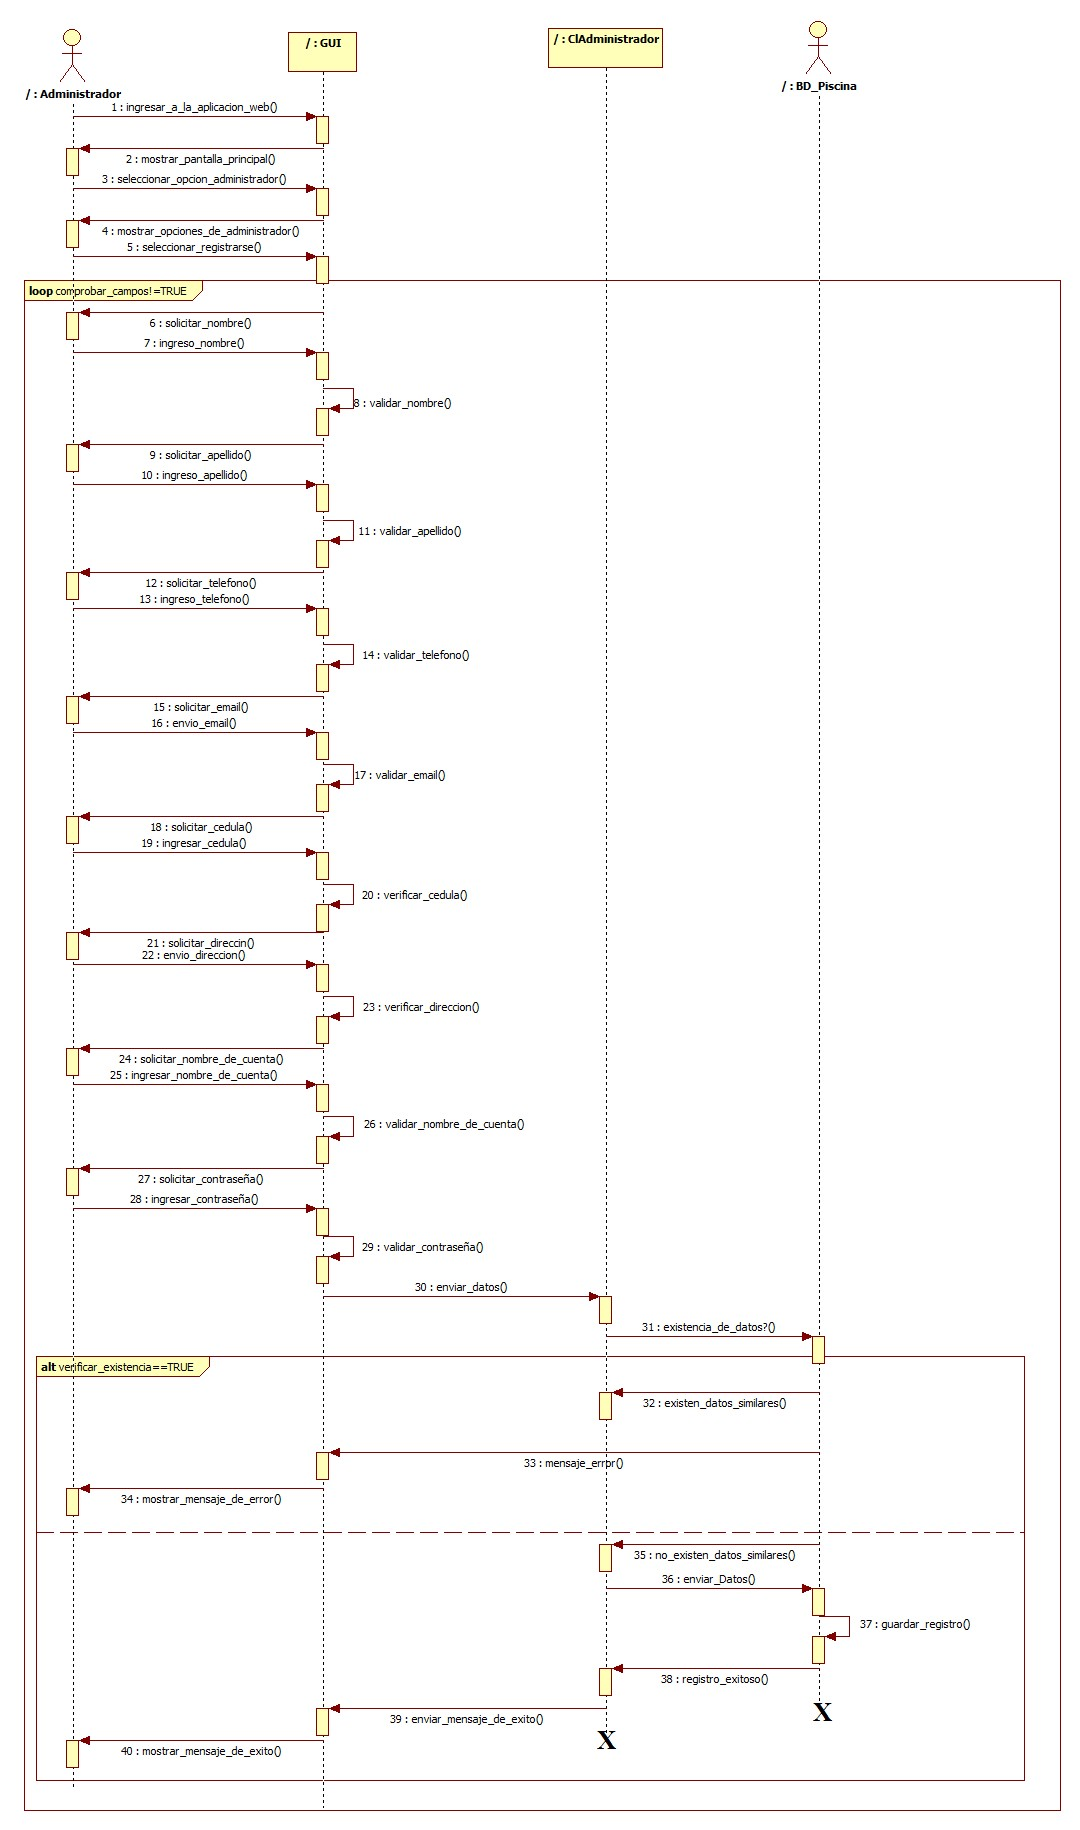 / : Administrador
/ : GUI
/ : ClAdministrador
/ : BD_Piscina
1 : ingresar_a_la_aplicacion_web()
2 : mostrar_pantalla_principal()
3 : seleccionar_opcion_administrador()
4 : mostrar_opciones_de_administrador()
5 : seleccionar_registrarse()
loop comprobar_campos!=TRUE
6 : solicitar_nombre()
7 : ingreso_nombre()
8 : validar_nombre()
9 : solicitar_apellido()
10 : ingreso_apellido()
11 : validar_apellido()
12 : solicitar_telefono()
13 : ingreso_telefono()
14 : validar_telefono()
15 : solicitar_email()
16 : envio_email()
17 : validar_email()
18 : solicitar_cedula()
19 : ingresar_cedula()
20 : verificar_cedula()
21 : solicitar_direccin()
22 : envio_direccion()
23 : verificar_direccion()
24 : solicitar_nombre_de_cuenta()
25 : ingresar_nombre_de_cuenta()
26 : validar_nombre_de_cuenta()
27 : solicitar_contraseña()
28 : ingresar_contraseña()
29 : validar_contraseña()
30 : enviar_datos()
31 : existencia_de_datos?()
alt verificar_existencia==TRUE
32 : existen_datos_similares()
33 : mensaje_error()
34 : mostrar_mensaje_de_error()
35 : no_existen_datos_similares()
36 : enviar_Datos()
37 : guardar_registro()
38 : registro_exitoso()
39 : enviar_mensaje_de_exito()
X
X
40 : mostrar_mensaje_de_exito()